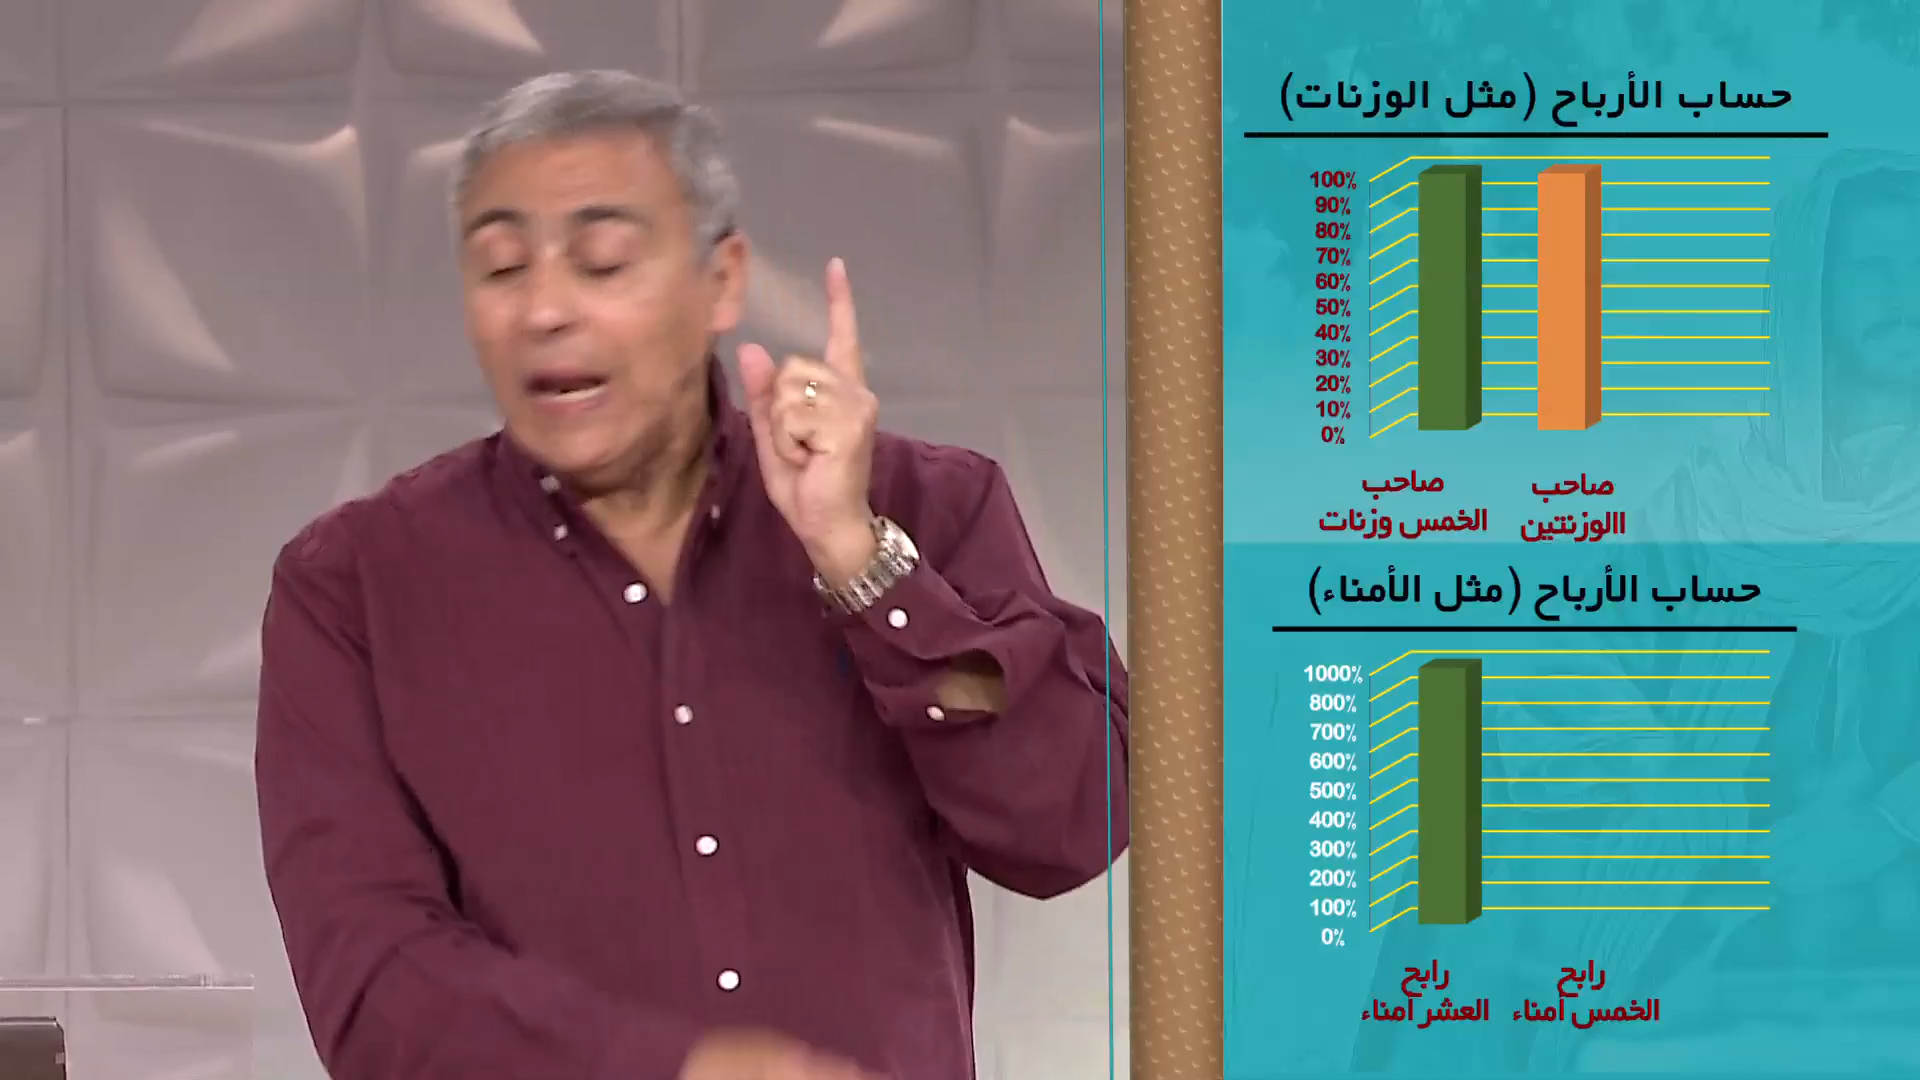 حساب الأرباح (مثل الوزنات)
100%
90%
80%
70%
60%
50%
40%
30%
20%
10%
0%
صاحب
الخمس وزنات
صاحب
االوزنتين
حساب الأرباح (مثل الأمناء)
1000%
800%
700%
600%
500%
400%
300%
200%
100%
0%
رابح
العشر أمناء
رابح
الخمس أمناء